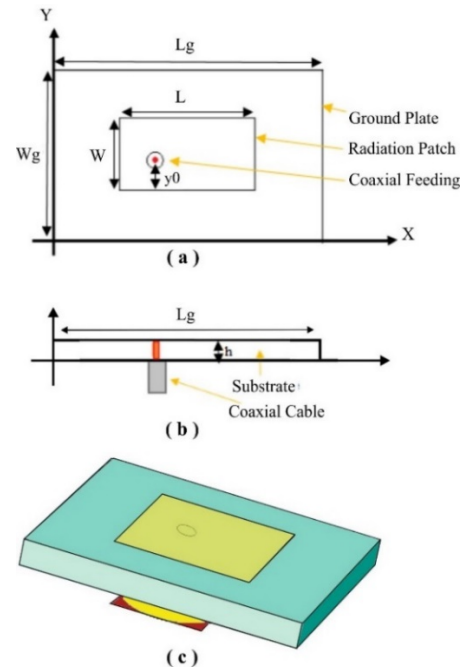 Y
Lg
L
Ground Plate
Radiation Patch
Wg
W
Coaxial Feeding
y0
X
( a )
Lg
h
Substrate
Coaxial Cable
( b )
( c )